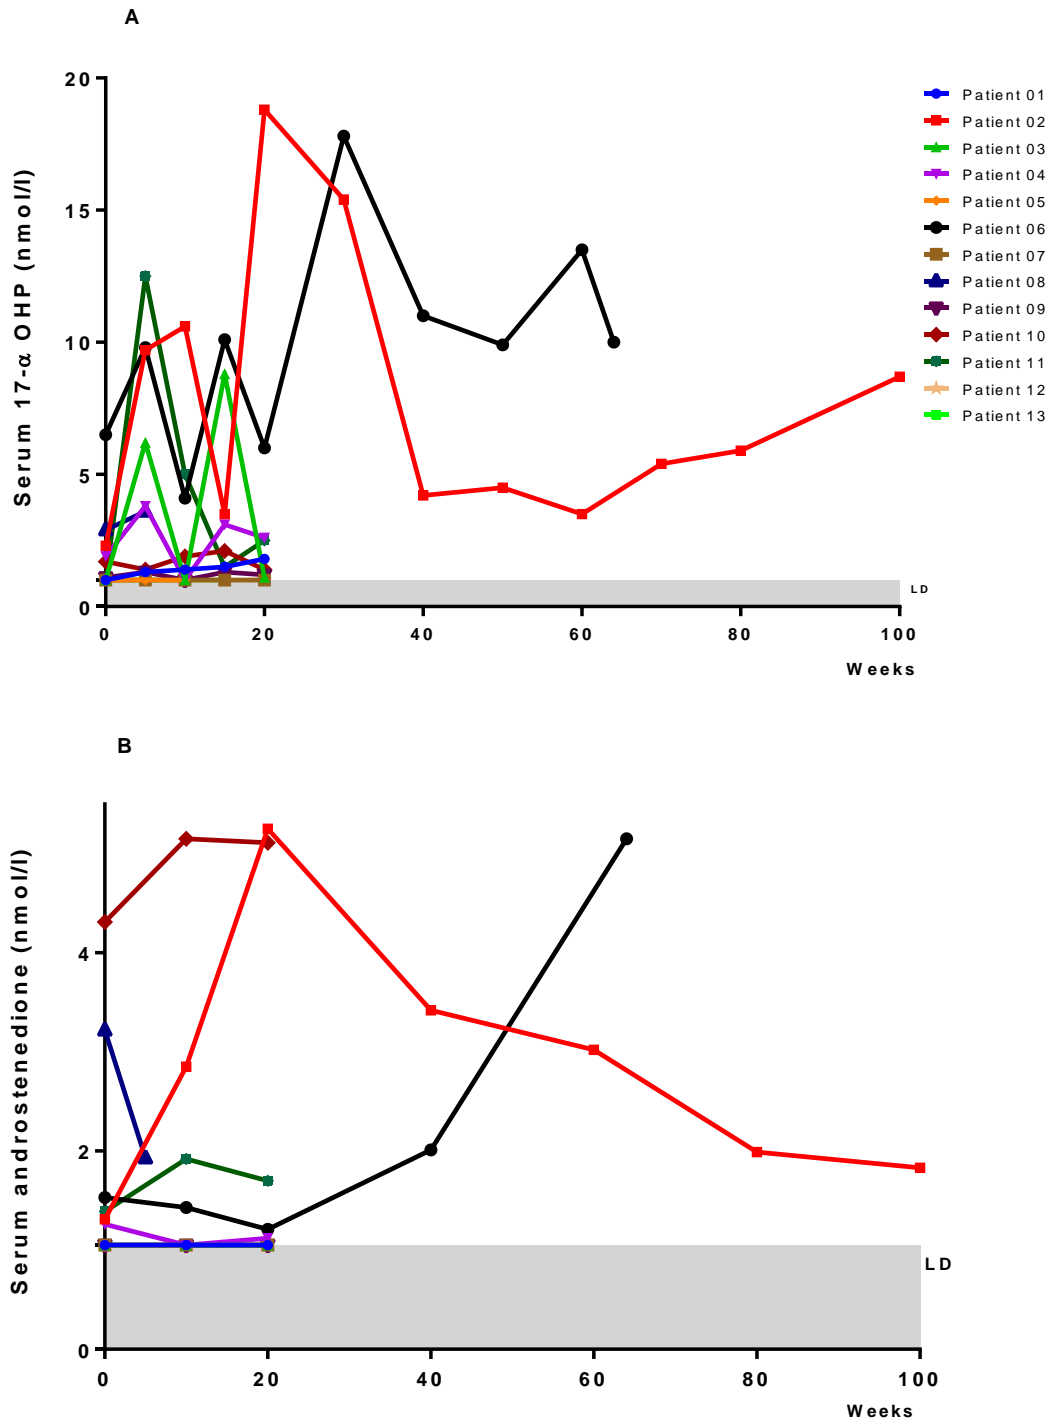 A
Serum 17-α OHP (nmol/l)
20
15
10
5
0
0 20 40 60 80 100
Weeks
LD
Patient 01
Patient 02
Patient 03
Patient 04
Patient 05
Patient 06
Patient 07
Patient 08
Patient 09
Patient 10
Patient 11
Patient 12
Patient 13
B
Serum androstenedione (nmol/l)
4
2
0
0 20 40 60 80 100
Weeks
LD